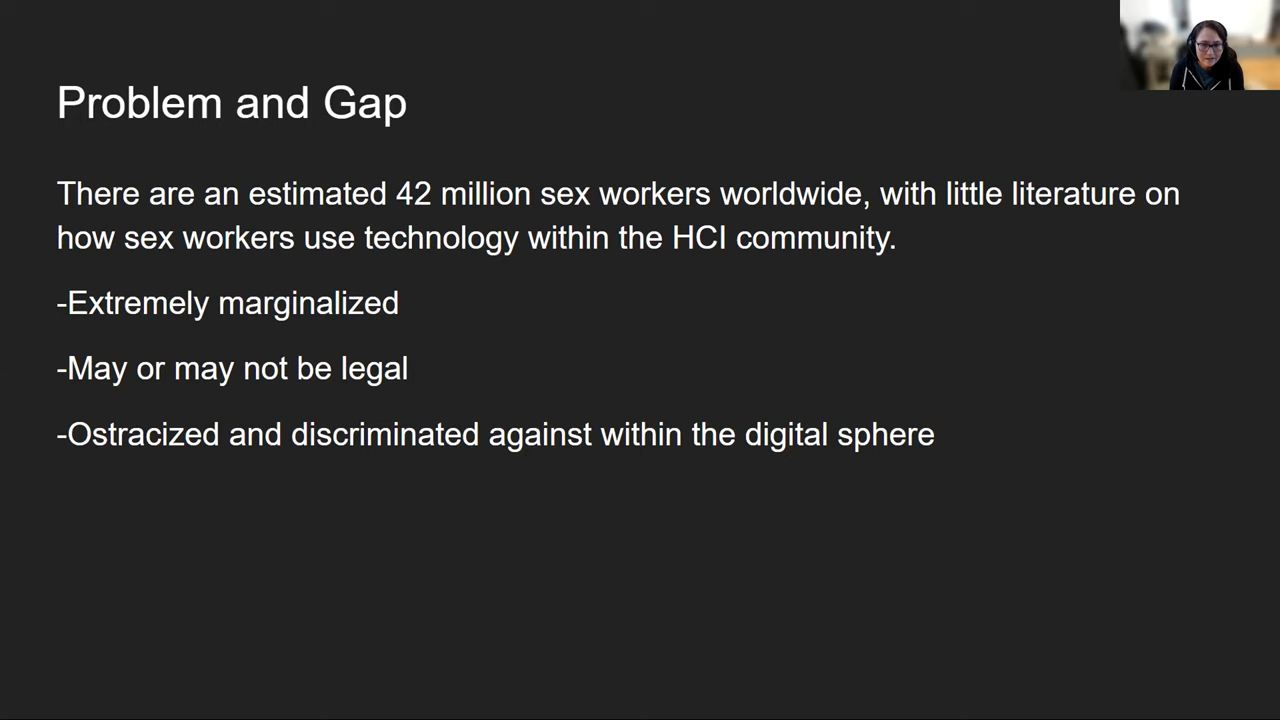 Problem and Gap
There are an estimated 42 million sex workers worldwide, with little literature on
how sex workers use technology within the HCI community.
-Extremely marginalized
-May or may not be legal
-Ostracized and discriminated against within the digital sphere